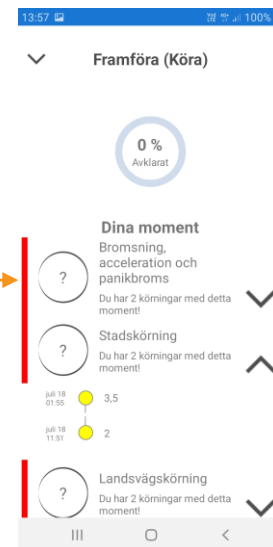 13:57 100%
Framföra (Köra)
0 %
Avklarat
Dina moment
Bromsning,
acceleration och
panikbroms
?
Du har 2 körningar med detta
moment!
Stadskörning
?
Du har 2 körningar med detta
moment!
juli 18
01:55
3,5
juli 18
11:51
2
Landsvägskörning
?
Du har 2 körningar med detta
moment!